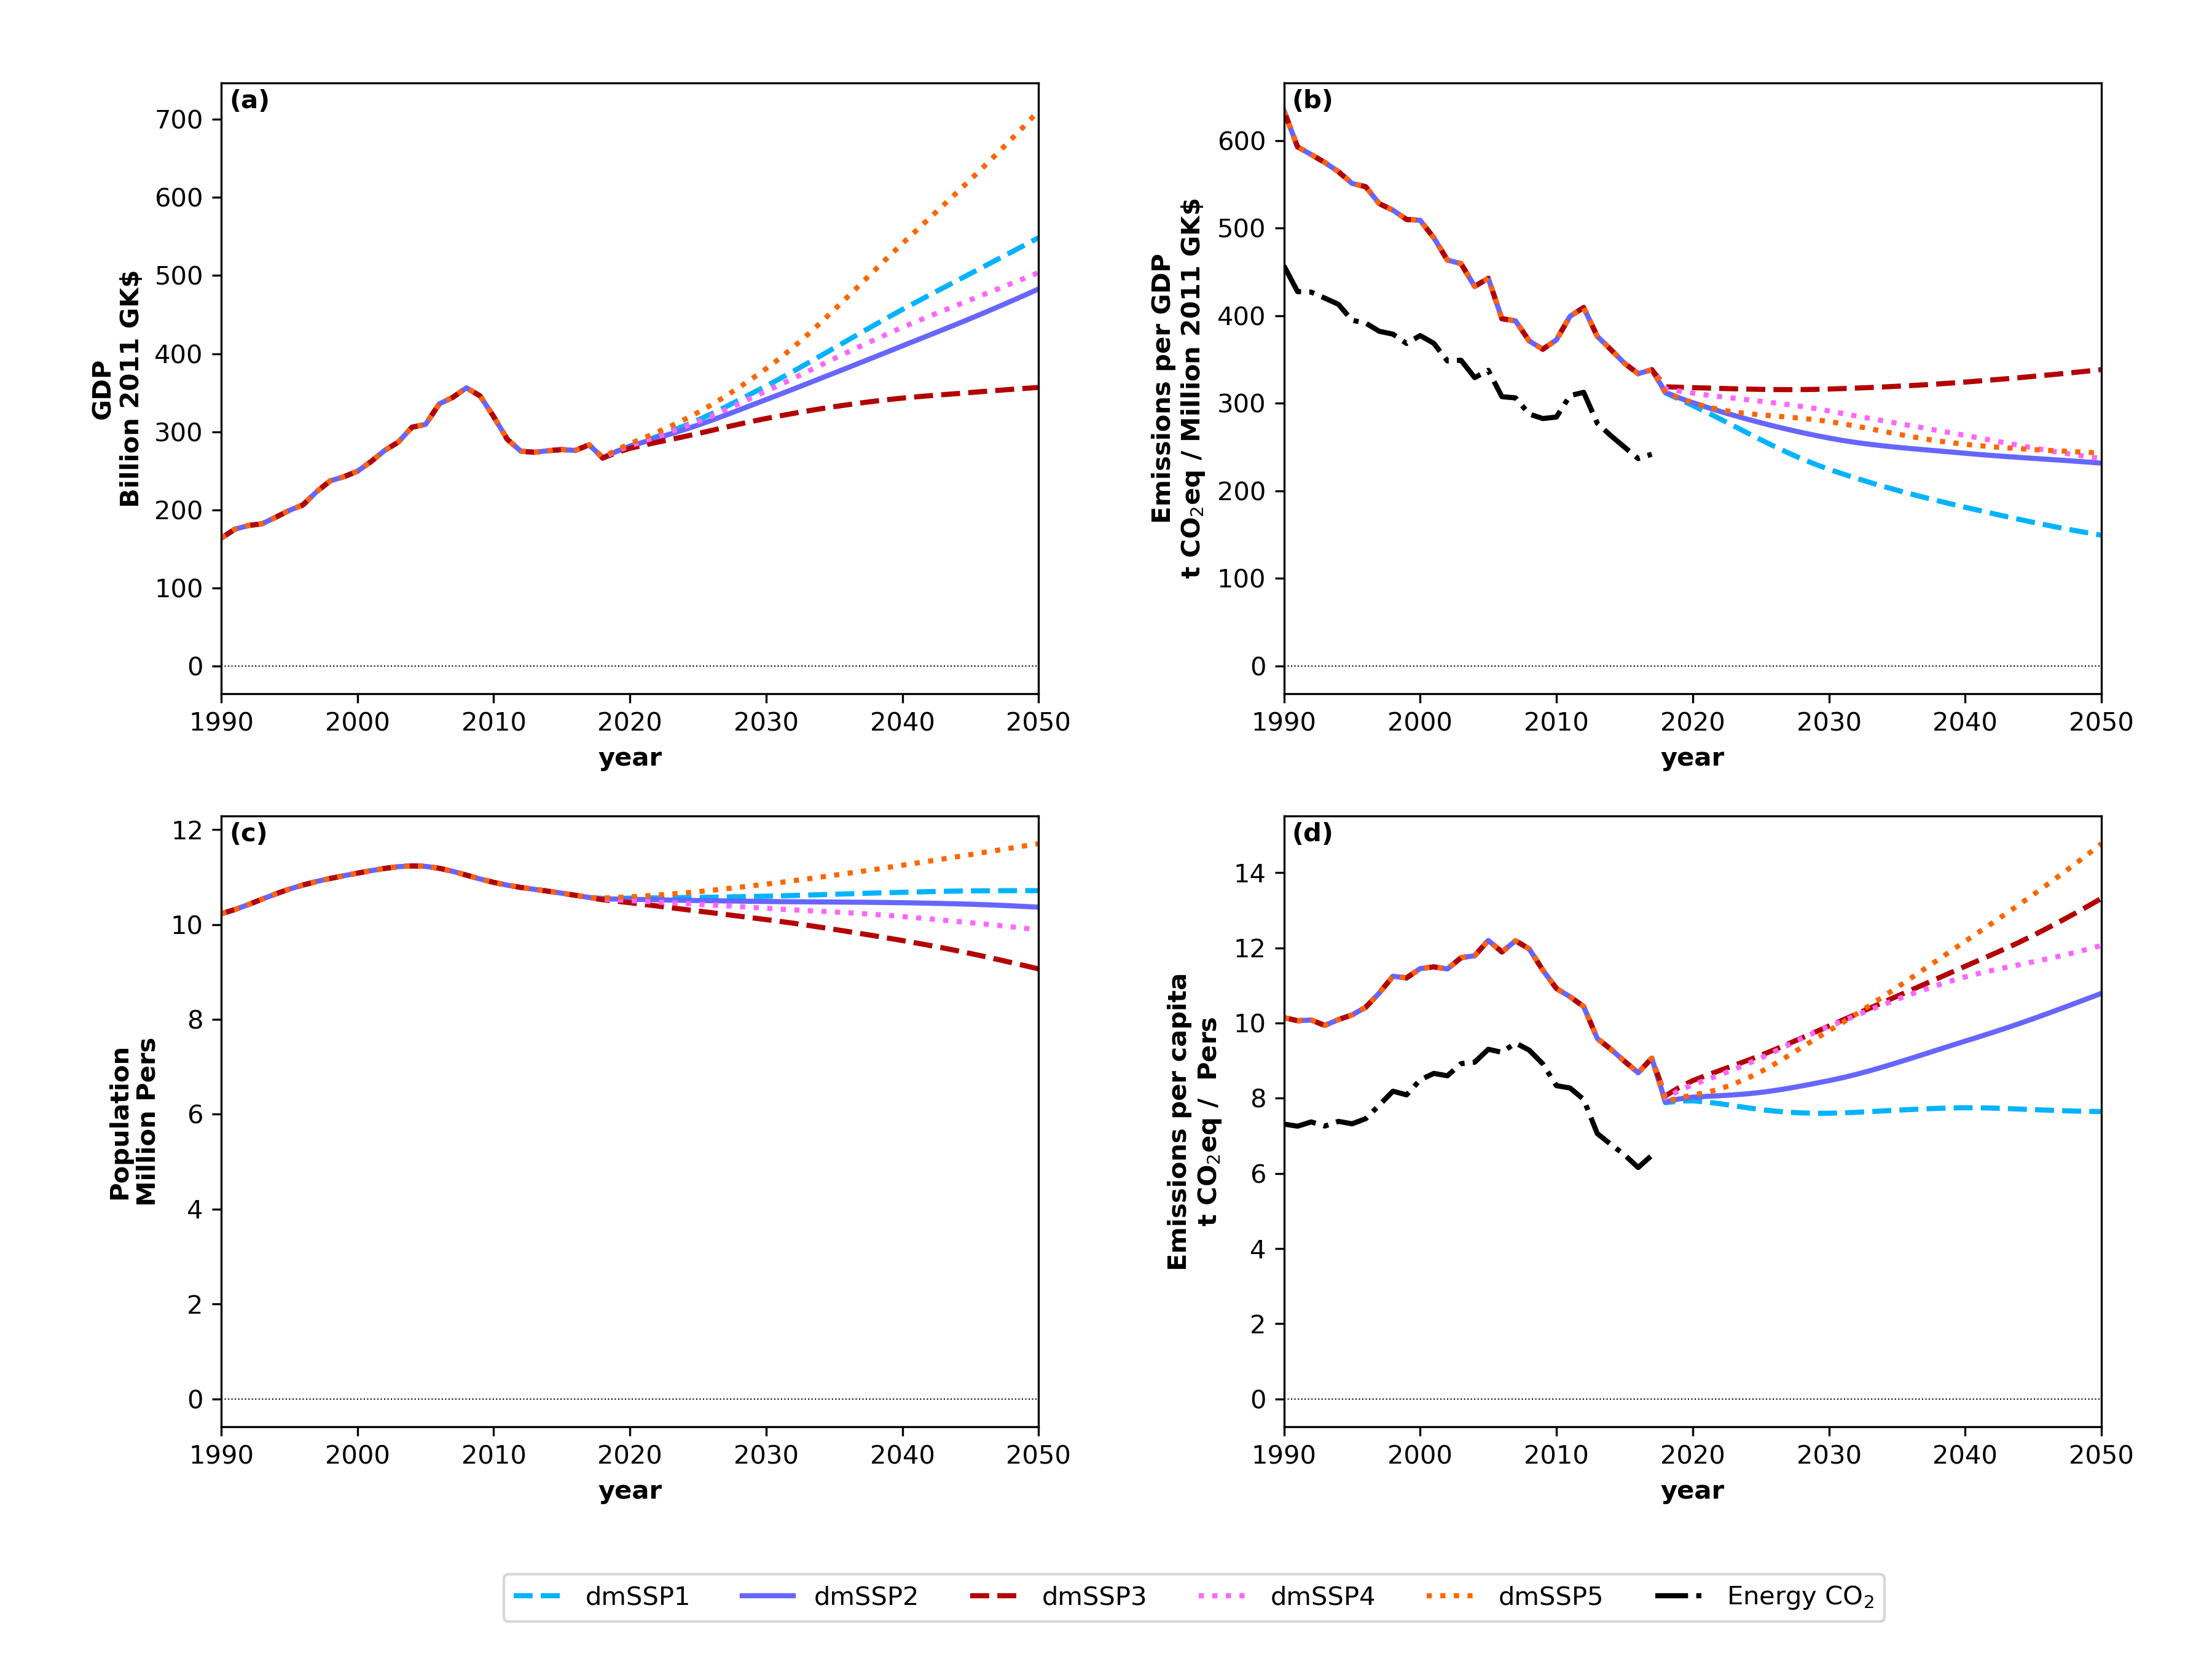 (a)
GDP
Billion 2011 GK$
700
600
500
400
300
200
100
0
1990 2000 2010 2020 2030 2040 2050
year
(b)
Emissions per GDP
t CO₂eq / Million 2011 GK$
600
500
400
300
200
100
0
1990 2000 2010 2020 2030 2040 2050
year
(c)
Population
Million Pers
12
10
8
6
4
2
0
1990 2000 2010 2020 2030 2040 2050
year
(d)
Emissions per capita
t CO₂eq / Pers
14
12
10
8
6
4
2
0
1990 2000 2010 2020 2030 2040 2050
year
dmSSP1 dmSSP2 dmSSP3 dmSSP4 dmSSP5 Energy CO₂